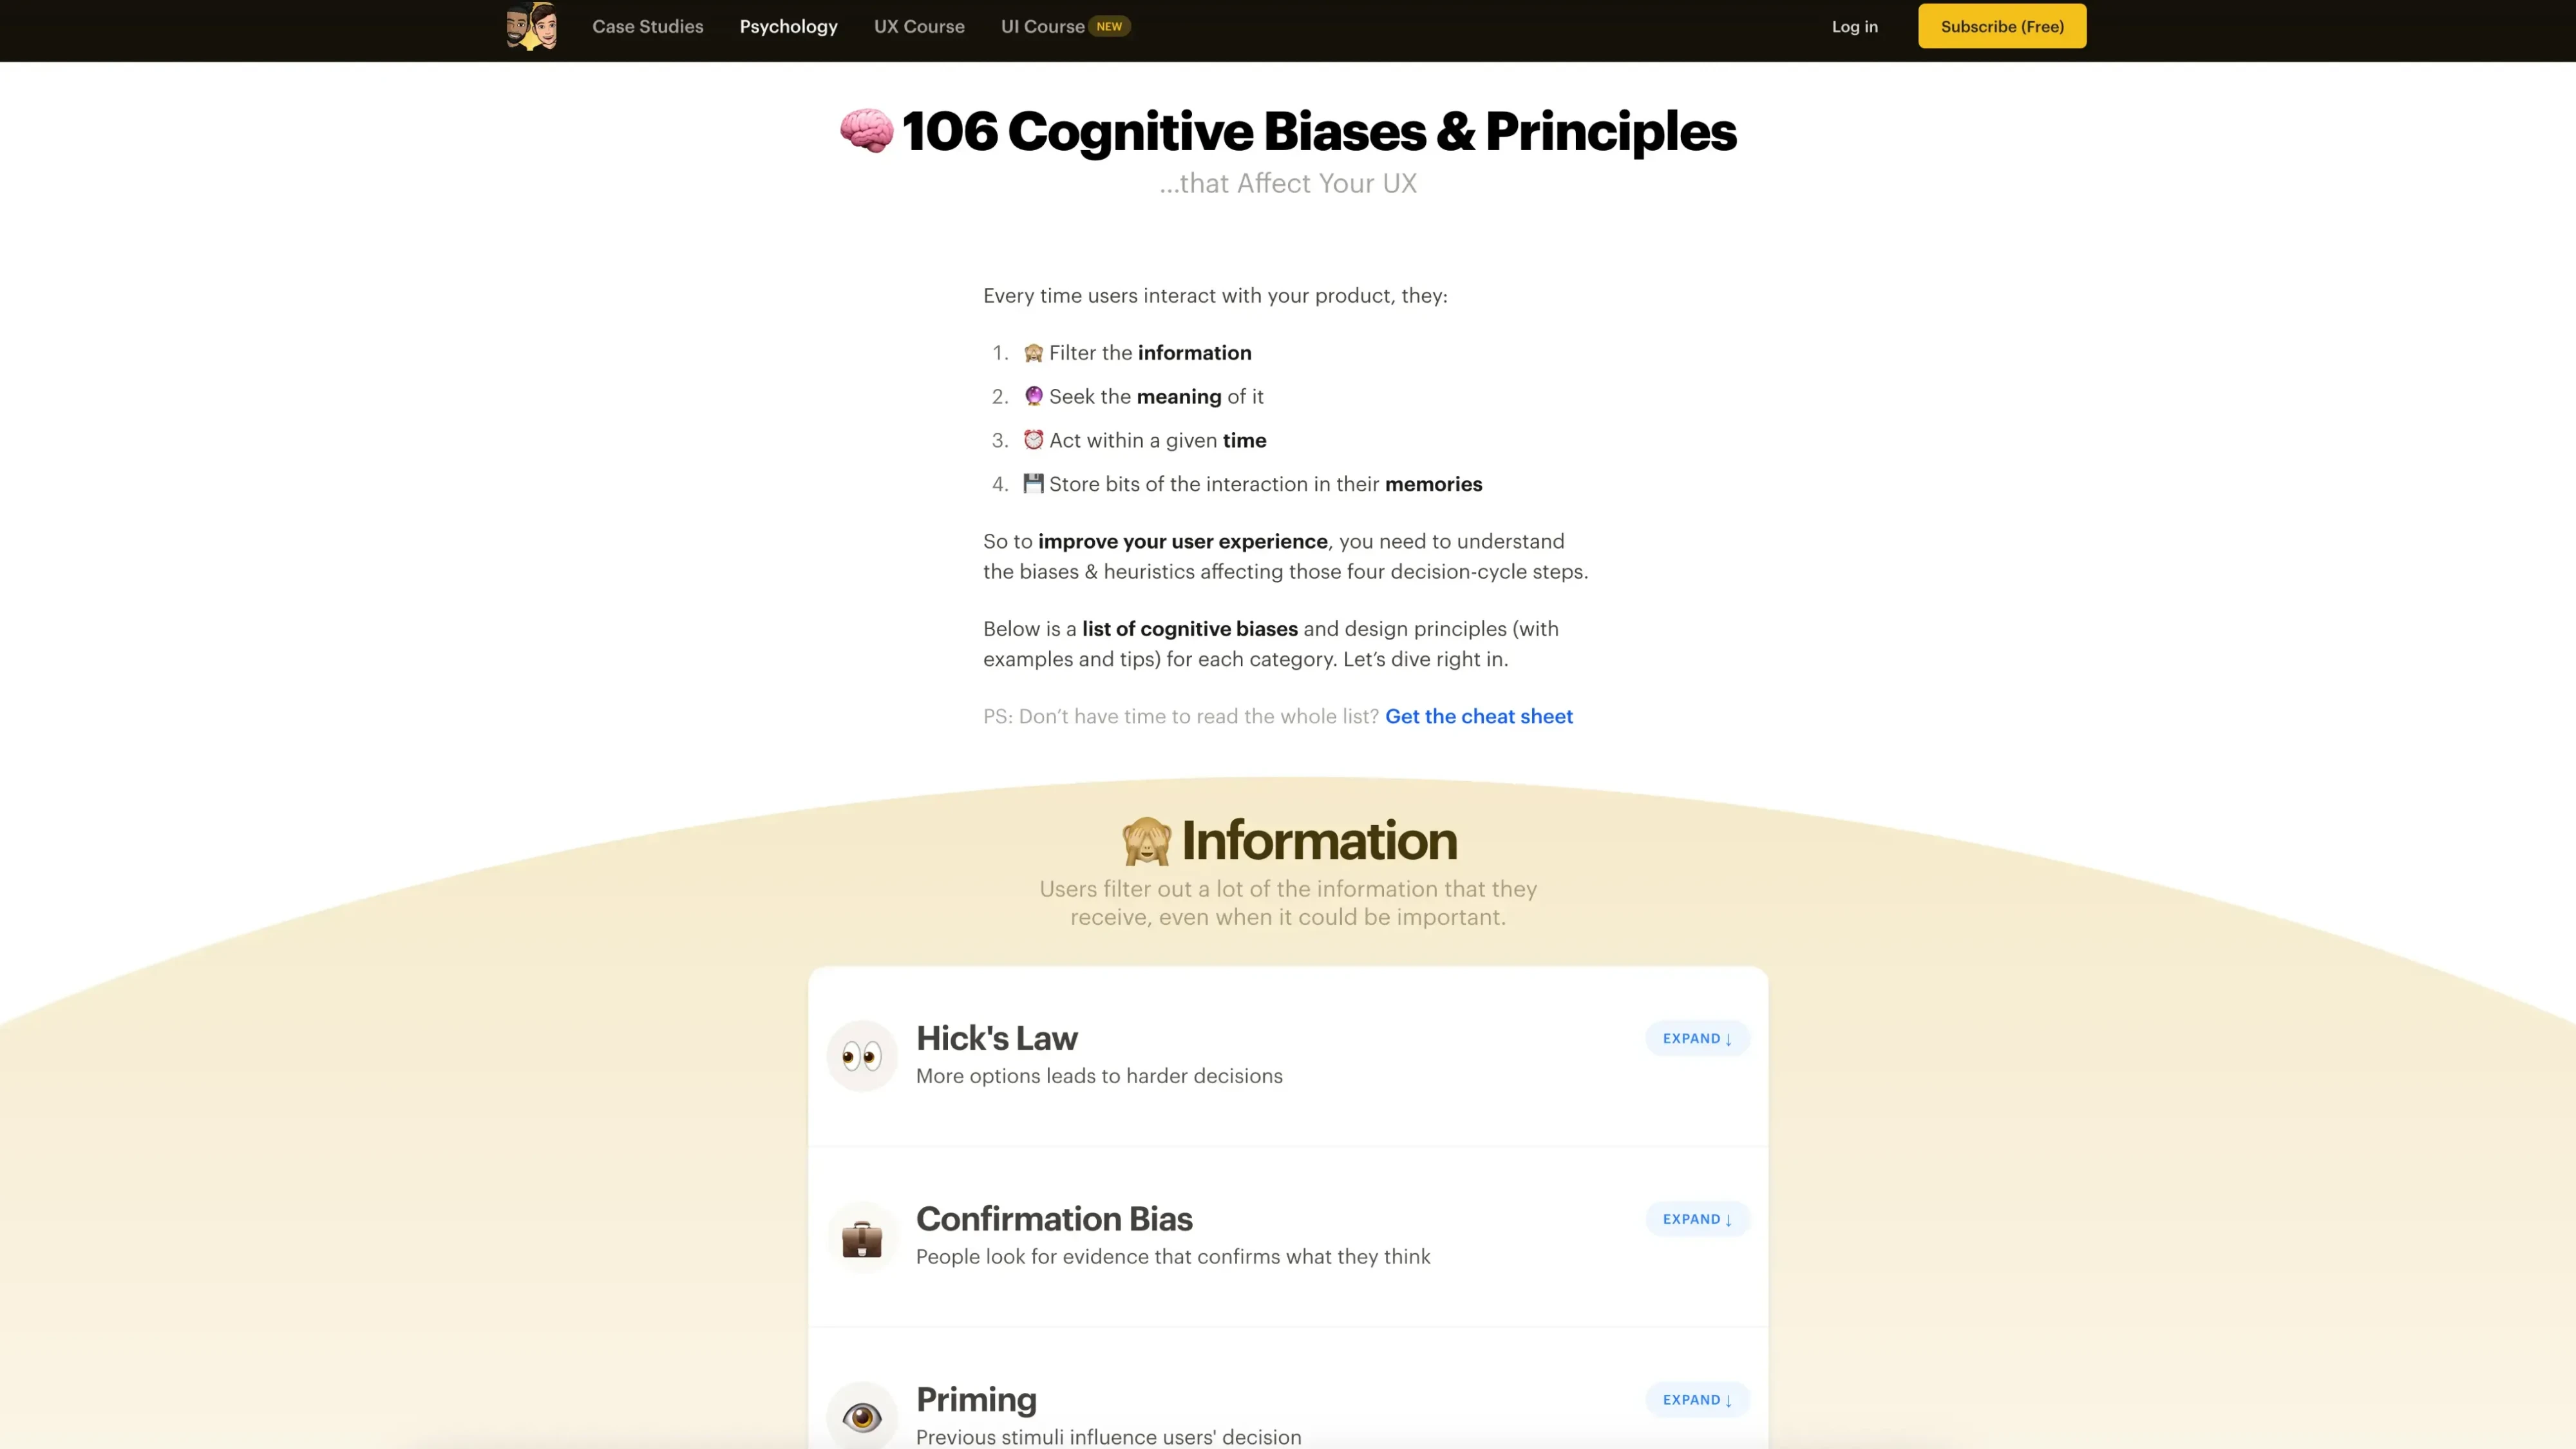 Case Studies Psychology UX Course UI Course NEW Log in Subscribe (Free)
106 Cognitive Biases & Principles
...that Affect Your UX
Every time users interact with your product, they:
1. Filter the information
2. Seek the meaning of it
3. Act within a given time
4. Store bits of the interaction in their memories
So to improve your user experience, you need to understand
the biases & heuristics affecting those four decision-cycle steps.
Below is a list of cognitive biases and design principles (with
examples and tips) for each category. Let’s dive right in.
PS: Don’t have time to read the whole list? Get the cheat sheet
Information
Users filter out a lot of the information that they
receive, even when it could be important.
Hick's Law
EXPAND ↓
More options leads to harder decisions
Confirmation Bias
EXPAND ↓
People look for evidence that confirms what they think
Priming
EXPAND ↓
Previous stimuli influence users' decision